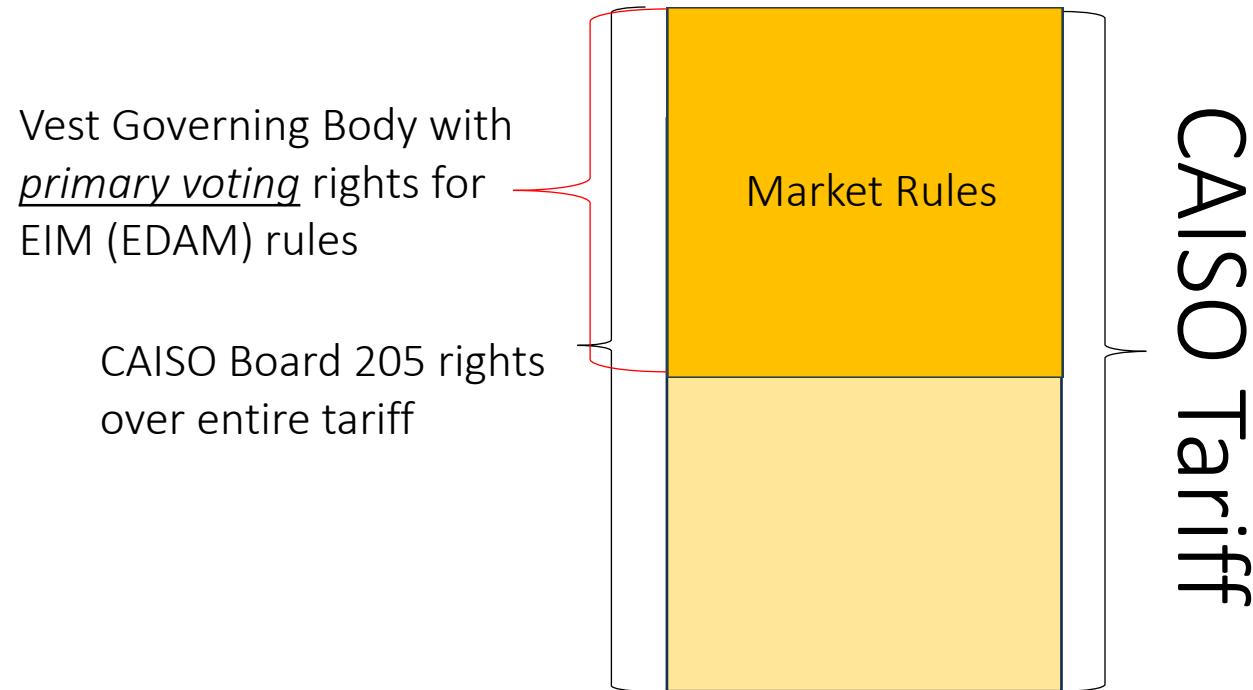 Vest Governing Body with
primary voting rights for
EIM (EDAM) rules
CAISO Board 205 rights
over entire tariff
Market Rules
CAISO Tariff